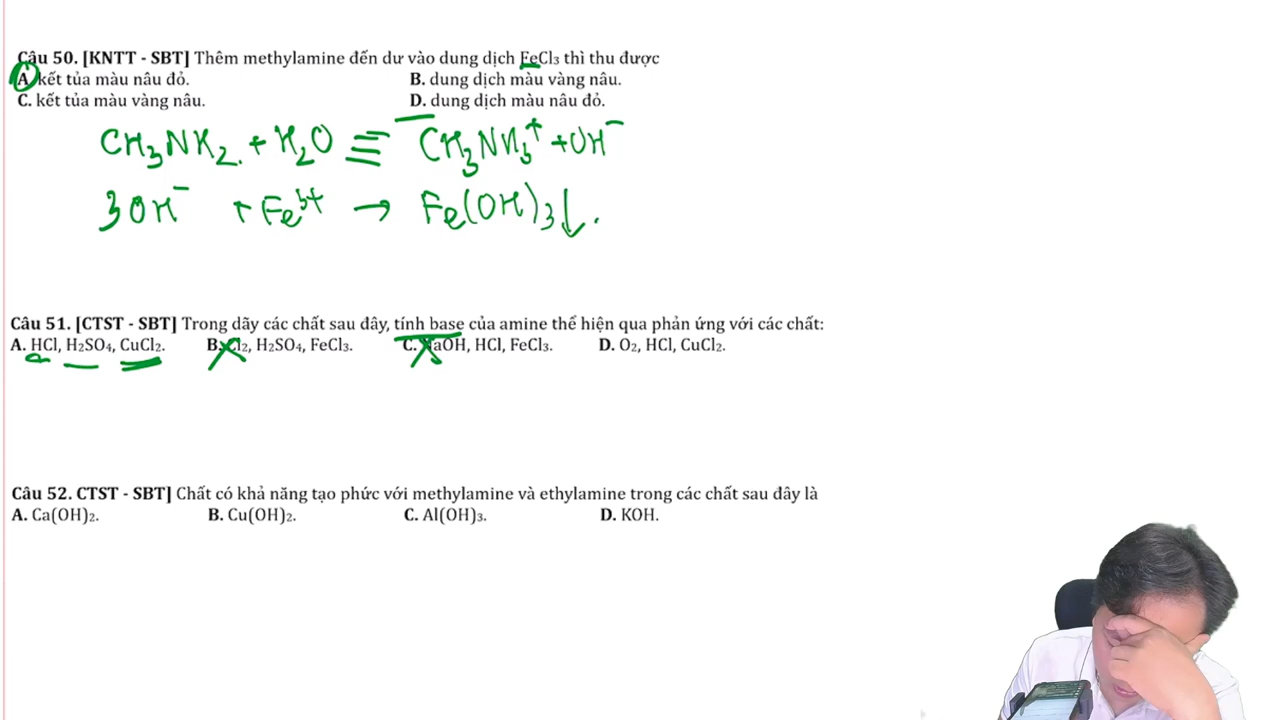 Câu 50. [KNTT - SBT] Thêm methylamine đến dư vào dung dịch FeCl₃ thì thu được
A. kết tủa màu nâu đỏ. B. dung dịch màu vàng nâu.
C. kết tủa màu vàng nâu. D. dung dịch màu nâu đỏ.
CH₃NH₂ + H₂O ⇌ CH₃NH₃⁺ + OH⁻
3OH⁻ + Fe³⁺ → Fe(OH)₃↓.
Câu 51. [CTST - SBT] Trong dãy các chất sau đây, tính base của amine thể hiện qua phản ứng với các chất:
A. HCl, H₂SO₄, CuCl₂. B. Cl₂, H₂SO₄, FeCl₃. C. NaOH, HCl, FeCl₃. D. O₂, HCl, CuCl₂.
Câu 52. CTST - SBT] Chất có khả năng tạo phức với methylamine và ethylamine trong các chất sau đây là
A. Ca(OH)₂. B. Cu(OH)₂. C. Al(OH)₃. D. KOH.